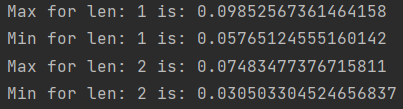 Max for len: 1 is: 0.09852567361464158
Min for len: 1 is: 0.05765124555160142
Max for len: 2 is: 0.07483477376715811
Min for len: 2 is: 0.030503304524656837